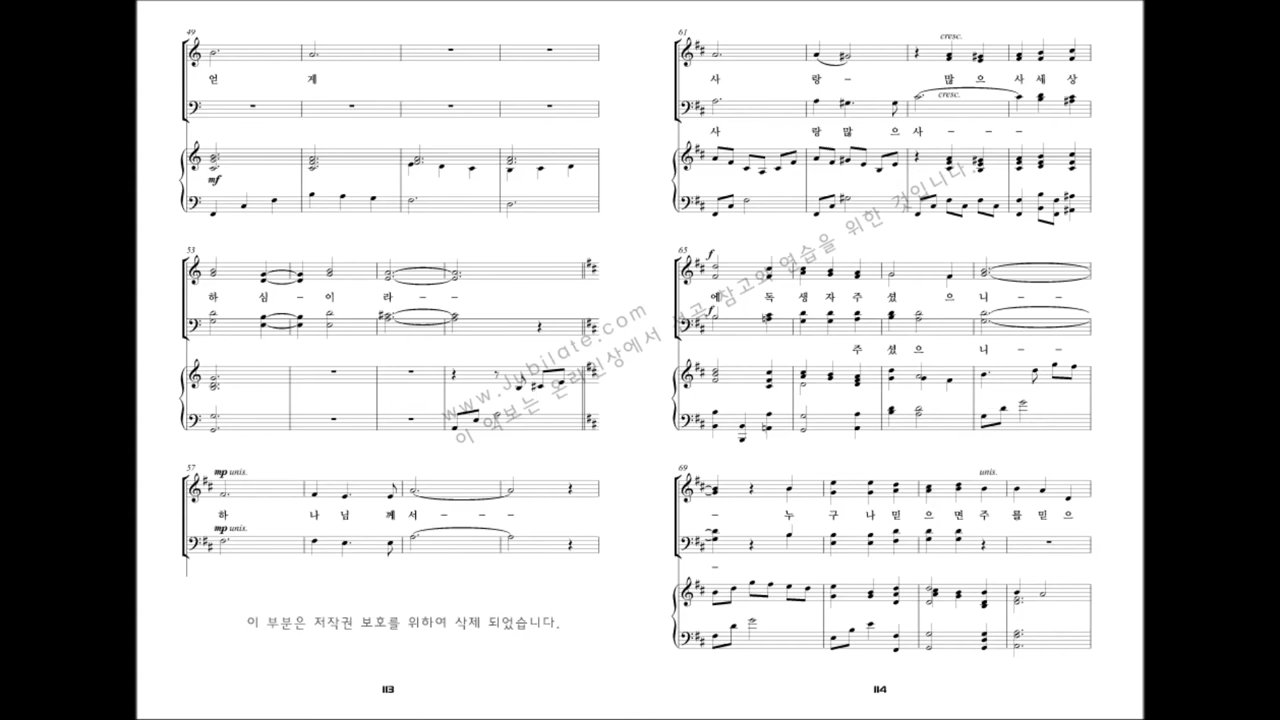 49
얻 게
mf
53
하 심 - 이 라 - -
57
mp unis.
하 나 님 께 서 - - -
mp unis.
이 부분은 저작권 보호를 위하여 삭제 되었습니다.
113
61
cresc.
사 랑 - 많 으 사 세 상
cresc.
사 랑 많 으 사 - - -
65
f
에 독 생 자 주 셨 으 니 - -
f
주 셨 으 니 - -
69
unis.
- 누 구 나 믿 으 면 주 를 믿 으
-
114
www.Jubilate.com
이 악보는 온라인상에서 선곡 참고와 연습을 위한 것입니다.